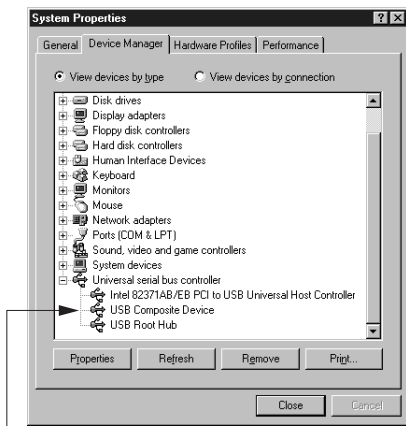 System Properties
General Device Manager Hardware Profiles Performance
View devices by type View devices by connection
Disk drives
Display adapters
Floppy disk controllers
Hard disk controllers
Human Interface Devices
Keyboard
Monitors
Mouse
Network adapters
Ports (COM & LPT)
Sound, video and game controllers
System devices
Universal serial bus controller
Intel 82371AB/EB PCI to USB Universal Host Controller
USB Composite Device
USB Root Hub
Properties Refresh Remove Print...
Close Cancel